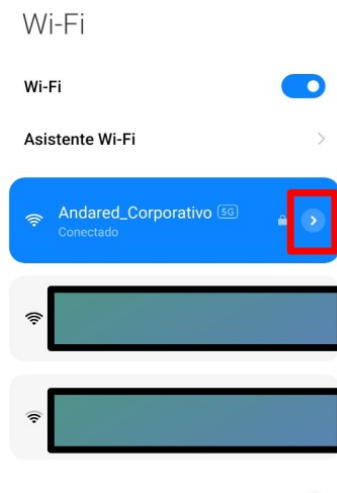 Wi-Fi
Wi-Fi
Asistente Wi-Fi
Andared_Corporativo 5G
Conectado